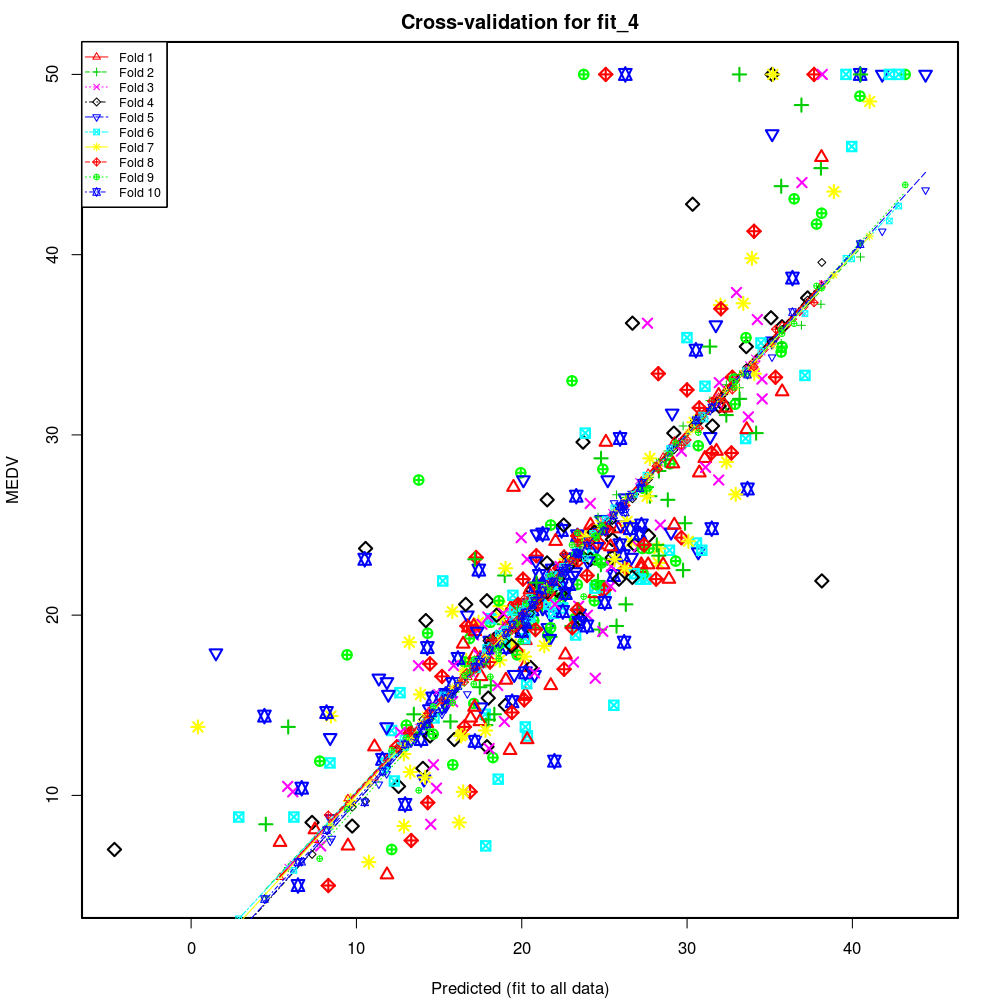 Cross-validation for fit_4
Fold 1
Fold 2
Fold 3
Fold 4
Fold 5
Fold 6
Fold 7
Fold 8
Fold 9
Fold 10
50
40
30
20
10
MEDV
0 10 20 30 40
Predicted (fit to all data)